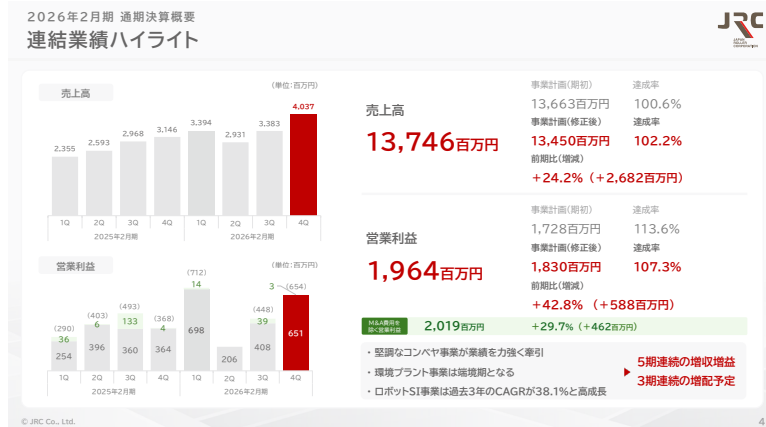 2026年2月期 通期決算概要
連結業績ハイライト
JRC
JAPAN
ROLLER
CORPORATION
売上高
(単位：百万円)
2,355
2,593
2,968
3,146
3,394
2,931
3,383
4,037
1Q 2Q 3Q 4Q 1Q 2Q 3Q 4Q
2025年2月期 2026年2月期
営業利益
(単位：百万円)
(290)
36
254
(403)
6
396
(493)
133
360
(368)
4
364
(712)
14
698
206
(448)
39
408
3 (654)
651
1Q 2Q 3Q 4Q 1Q 2Q 3Q 4Q
2025年2月期 2026年2月期
売上高
13,746百万円
事業計画(期初) 達成率
13,663百万円 100.6%
事業計画(修正後) 達成率
13,450百万円 102.2%
前期比(増減)
＋24.2%（＋2,682百万円）
営業利益
1,964百万円
事業計画(期初) 達成率
1,728百万円 113.6%
事業計画(修正後) 達成率
1,830百万円 107.3%
前期比(増減)
＋42.8% （＋588百万円）
M&A費用を
除く営業利益
2,019百万円 ＋29.7%（＋462百万円）
・堅調なコンベヤ事業が業績を力強く牽引
・環境プラント事業は端境期となる
・ロボットSI事業は過去3年のCAGRが38.1%と高成長
5期連続の増収増益
3期連続の増配予定
© JRC Co., Ltd.
4